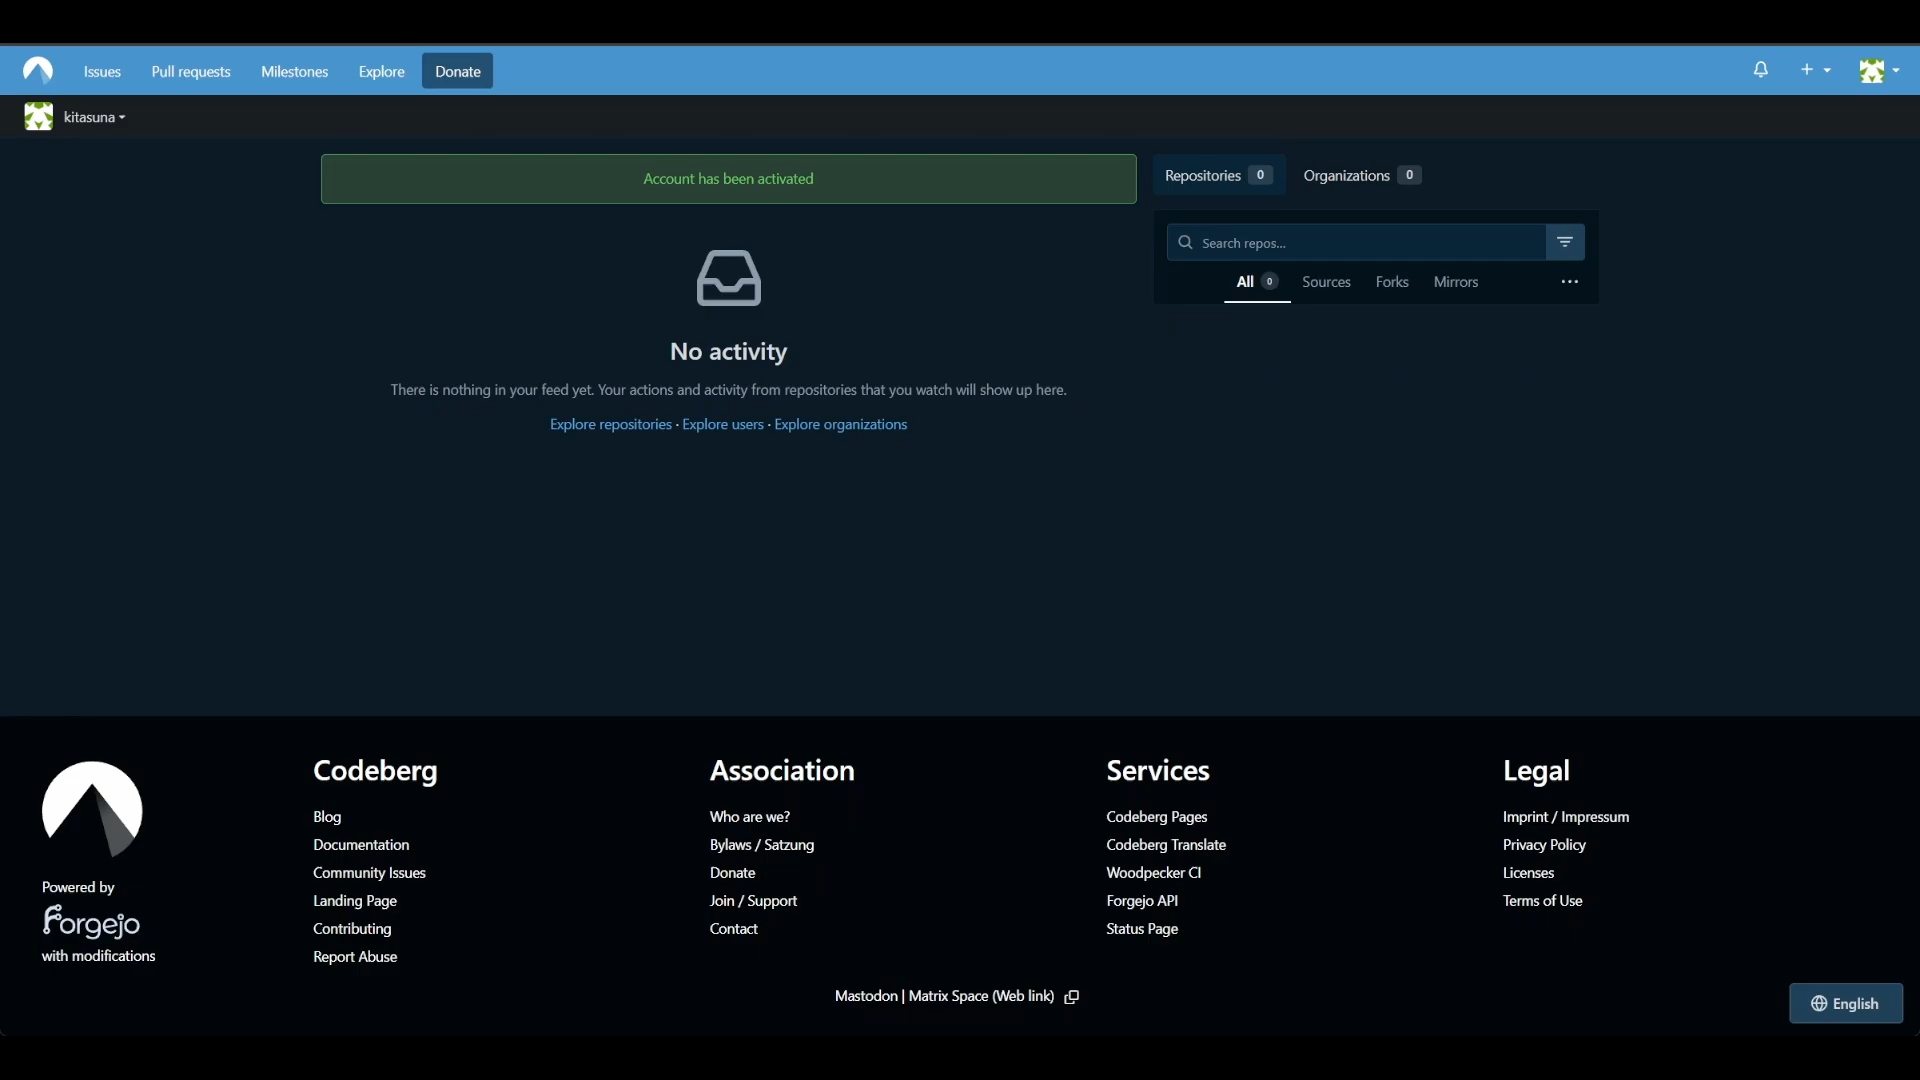 Issues Pull requests Milestones Explore Donate
kitasuna
Account has been activated
Repositories 0 Organizations 0
Search repos...
All 0 Sources Forks Mirrors
No activity
There is nothing in your feed yet. Your actions and activity from repositories that you watch will show up here.
Explore repositories · Explore users · Explore organizations
Powered by
Forgejo
with modifications
Codeberg
Blog
Documentation
Community Issues
Landing Page
Contributing
Report Abuse
Association
Who are we?
Bylaws / Satzung
Donate
Join / Support
Contact
Services
Codeberg Pages
Codeberg Translate
Woodpecker CI
Forgejo API
Status Page
Legal
Imprint / Impressum
Privacy Policy
Licenses
Terms of Use
Mastodon | Matrix Space (Web link)
English